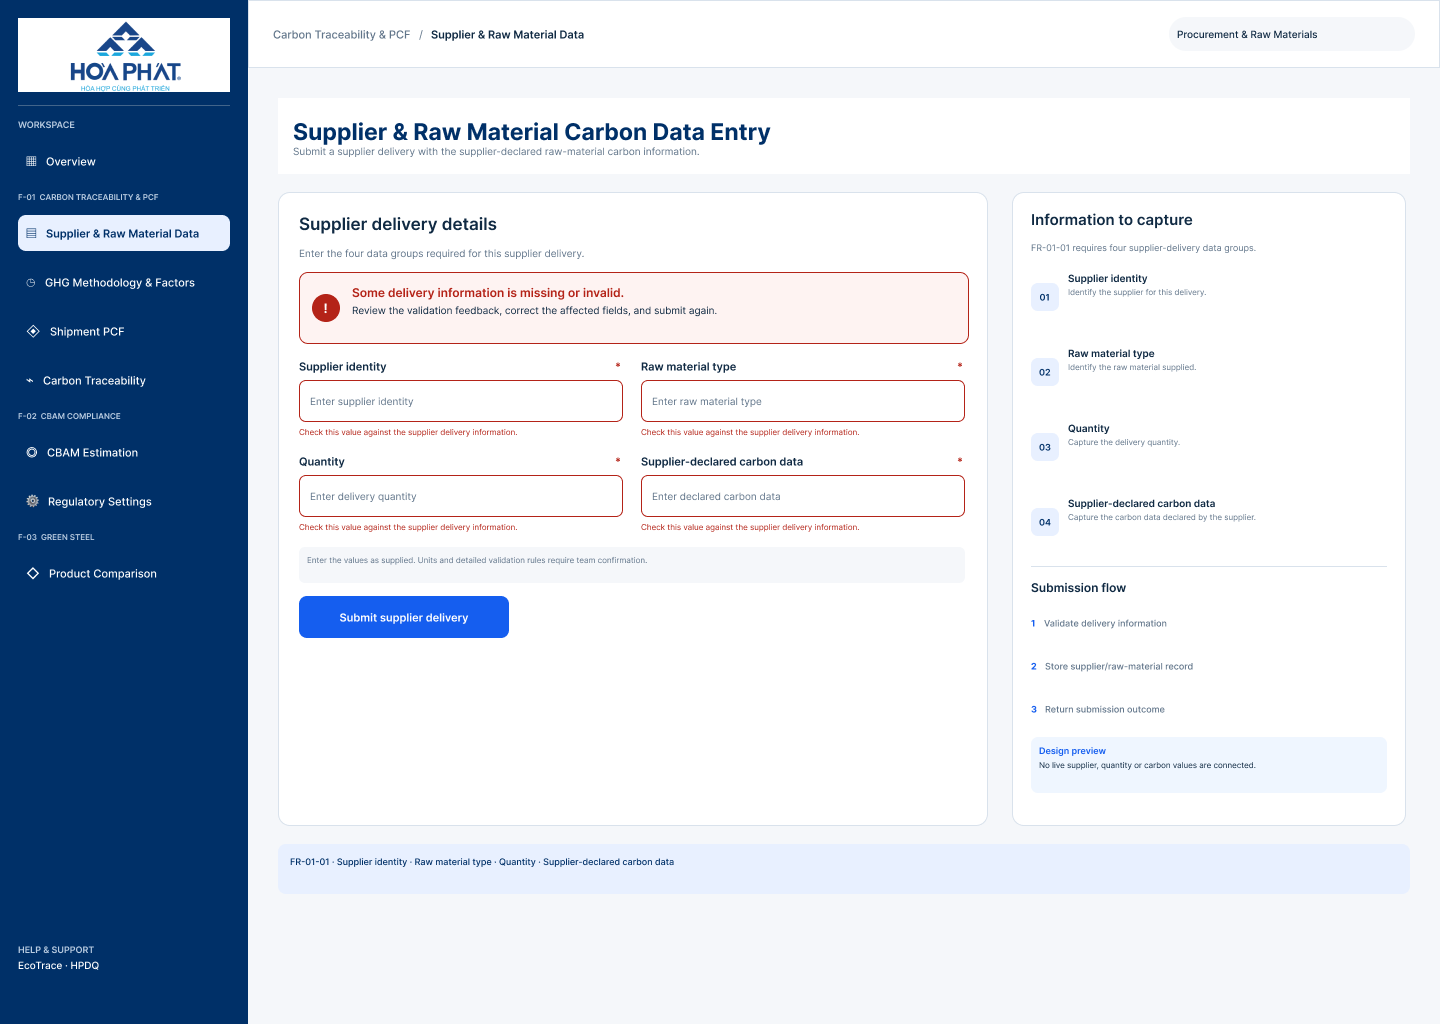 HÒA PHÁT
HÒA HỢP CÙNG PHÁT TRIỂN
WORKSPACE
Overview
F-01 CARBON TRACEABILITY & PCF
Supplier & Raw Material Data
GHG Methodology & Factors
Shipment PCF
Carbon Traceability
F-02 CBAM COMPLIANCE
CBAM Estimation
Regulatory Settings
F-03 GREEN STEEL
Product Comparison
HELP & SUPPORT
EcoTrace · HPDQ
Carbon Traceability & PCF / Supplier & Raw Material Data
Procurement & Raw Materials
Supplier & Raw Material Carbon Data Entry
Submit a supplier delivery with the supplier-declared raw-material carbon information.
Supplier delivery details
Enter the four data groups required for this supplier delivery.
!
Some delivery information is missing or invalid.
Review the validation feedback, correct the affected fields, and submit again.
Supplier identity *
Enter supplier identity
Check this value against the supplier delivery information.
Raw material type *
Enter raw material type
Check this value against the supplier delivery information.
Quantity *
Enter delivery quantity
Check this value against the supplier delivery information.
Supplier-declared carbon data *
Enter declared carbon data
Check this value against the supplier delivery information.
Enter the values as supplied. Units and detailed validation rules require team confirmation.
Submit supplier delivery
Information to capture
FR-01-01 requires four supplier-delivery data groups.
01
Supplier identity
Identify the supplier for this delivery.
02
Raw material type
Identify the raw material supplied.
03
Quantity
Capture the delivery quantity.
04
Supplier-declared carbon data
Capture the carbon data declared by the supplier.
Submission flow
1 Validate delivery information
2 Store supplier/raw-material record
3 Return submission outcome
Design preview
No live supplier, quantity or carbon values are connected.
FR-01-01 · Supplier identity · Raw material type · Quantity · Supplier-declared carbon data